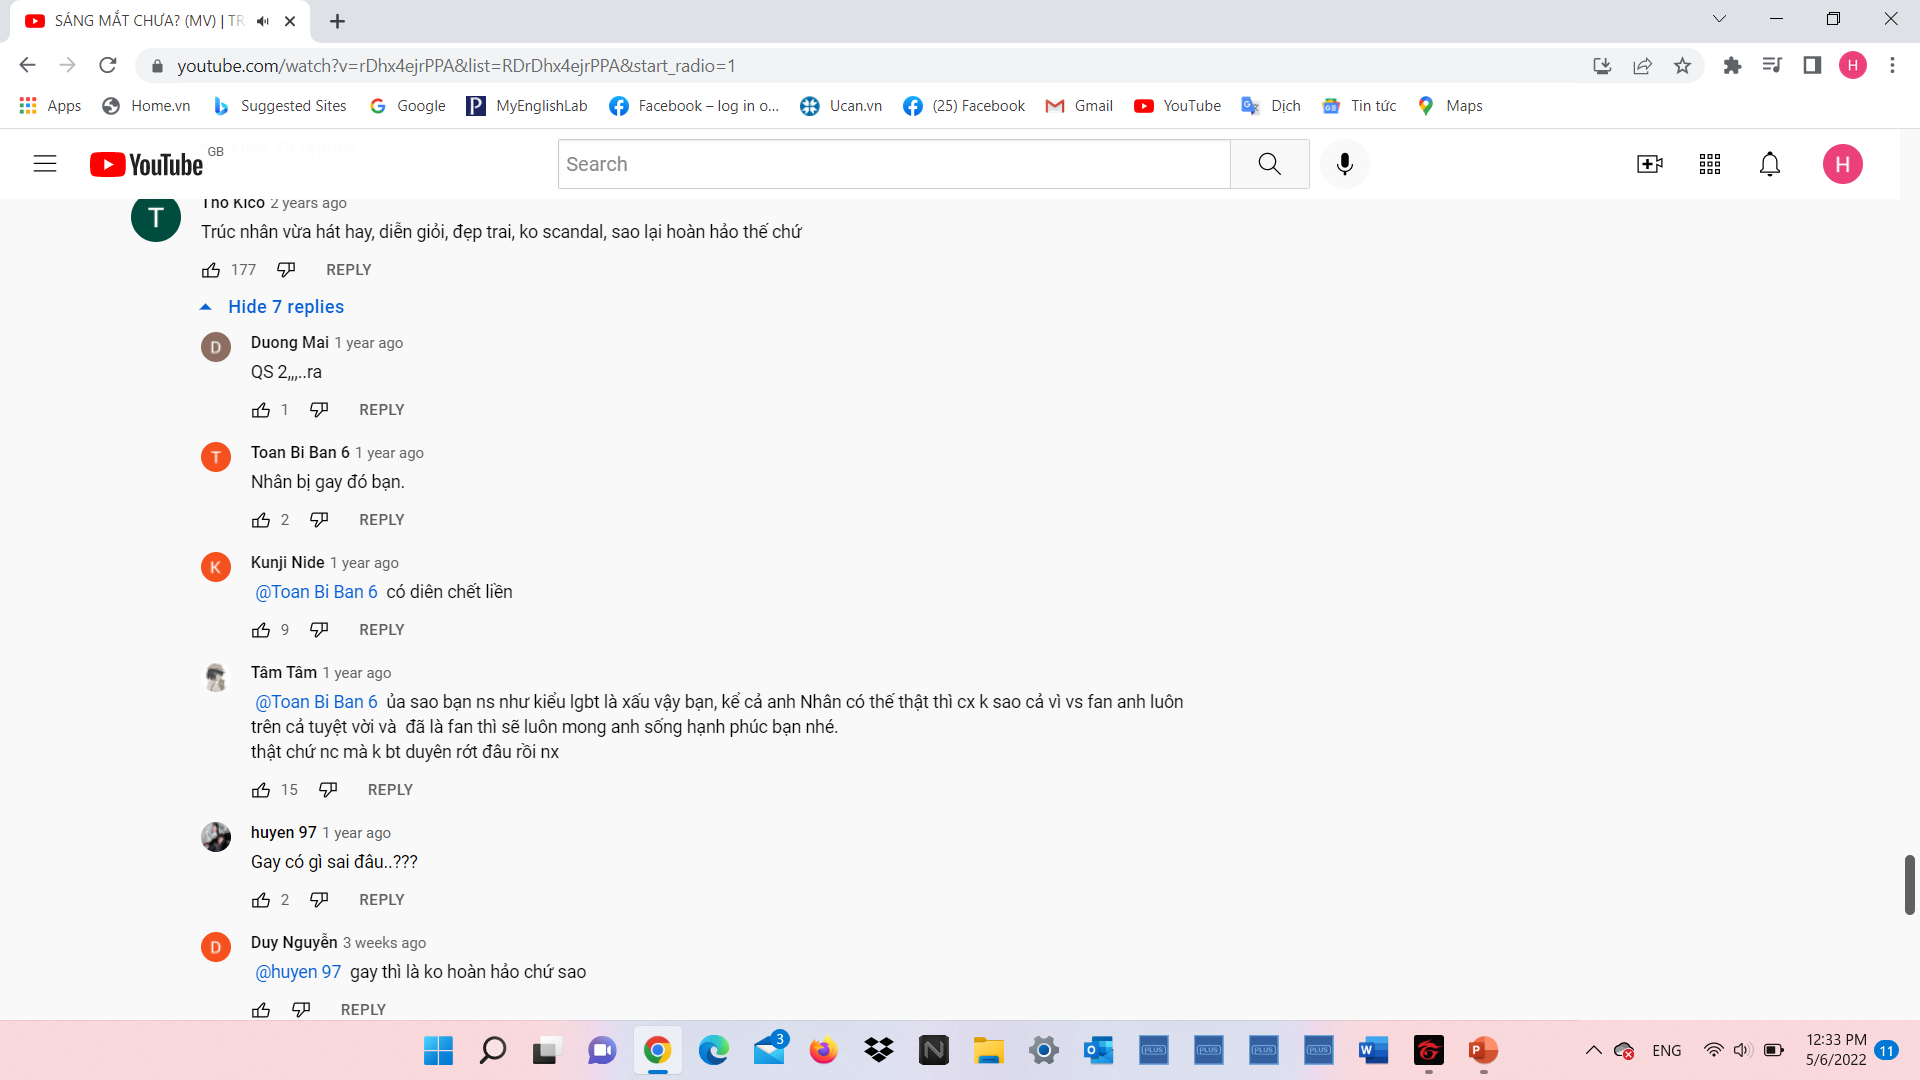 SÁNG MẮT CHƯA? (MV) | TR
youtube.com/watch?v=rDhx4ejrPPA&list=RDrDhx4ejrPPA&start_radio=1
H
Apps Home.vn Suggested Sites Google MyEnglishLab Facebook – log in o... Ucan.vn (25) Facebook Gmail YouTube Dịch Tin tức Maps
YouTube GB
Search
H
T
Tho Kico 2 years ago
Trúc nhân vừa hát hay, diễn giỏi, đẹp trai, ko scandal, sao lại hoàn hảo thế chứ
177 REPLY
Hide 7 replies
D
Duong Mai 1 year ago
QS 2,,,..ra
1 REPLY
T
Toan Bi Ban 6 1 year ago
Nhân bị gay đó bạn.
2 REPLY
K
Kunji Nide 1 year ago
@Toan Bi Ban 6 có diên chết liền
9 REPLY
Tâm Tâm 1 year ago
@Toan Bi Ban 6 ủa sao bạn ns như kiểu lgbt là xấu vậy bạn, kể cả anh Nhân có thế thật thì cx k sao cả vì vs fan anh luôn
trên cả tuyệt vời và đã là fan thì sẽ luôn mong anh sống hạnh phúc bạn nhé.
thật chứ nc mà k bt duyên rớt đâu rồi nx
15 REPLY
huyen 97 1 year ago
Gay có gì sai đâu..???
2 REPLY
D
Duy Nguyễn 3 weeks ago
@huyen 97 gay thì là ko hoàn hảo chứ sao
REPLY
3
PLUS PLUS PLUS PLUS
ENG
12:33 PM
5/6/2022
11